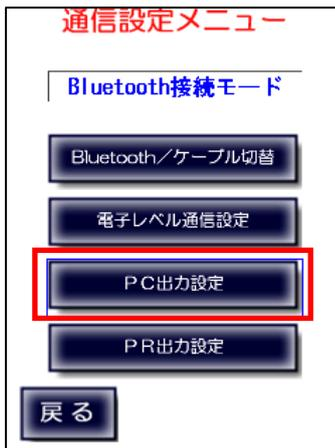 通信設定メニュー
Bluetooth接続モード
Bluetooth／ケーブル切替
電子レベル通信設定
ＰＣ出力設定
ＰＲ出力設定
戻る